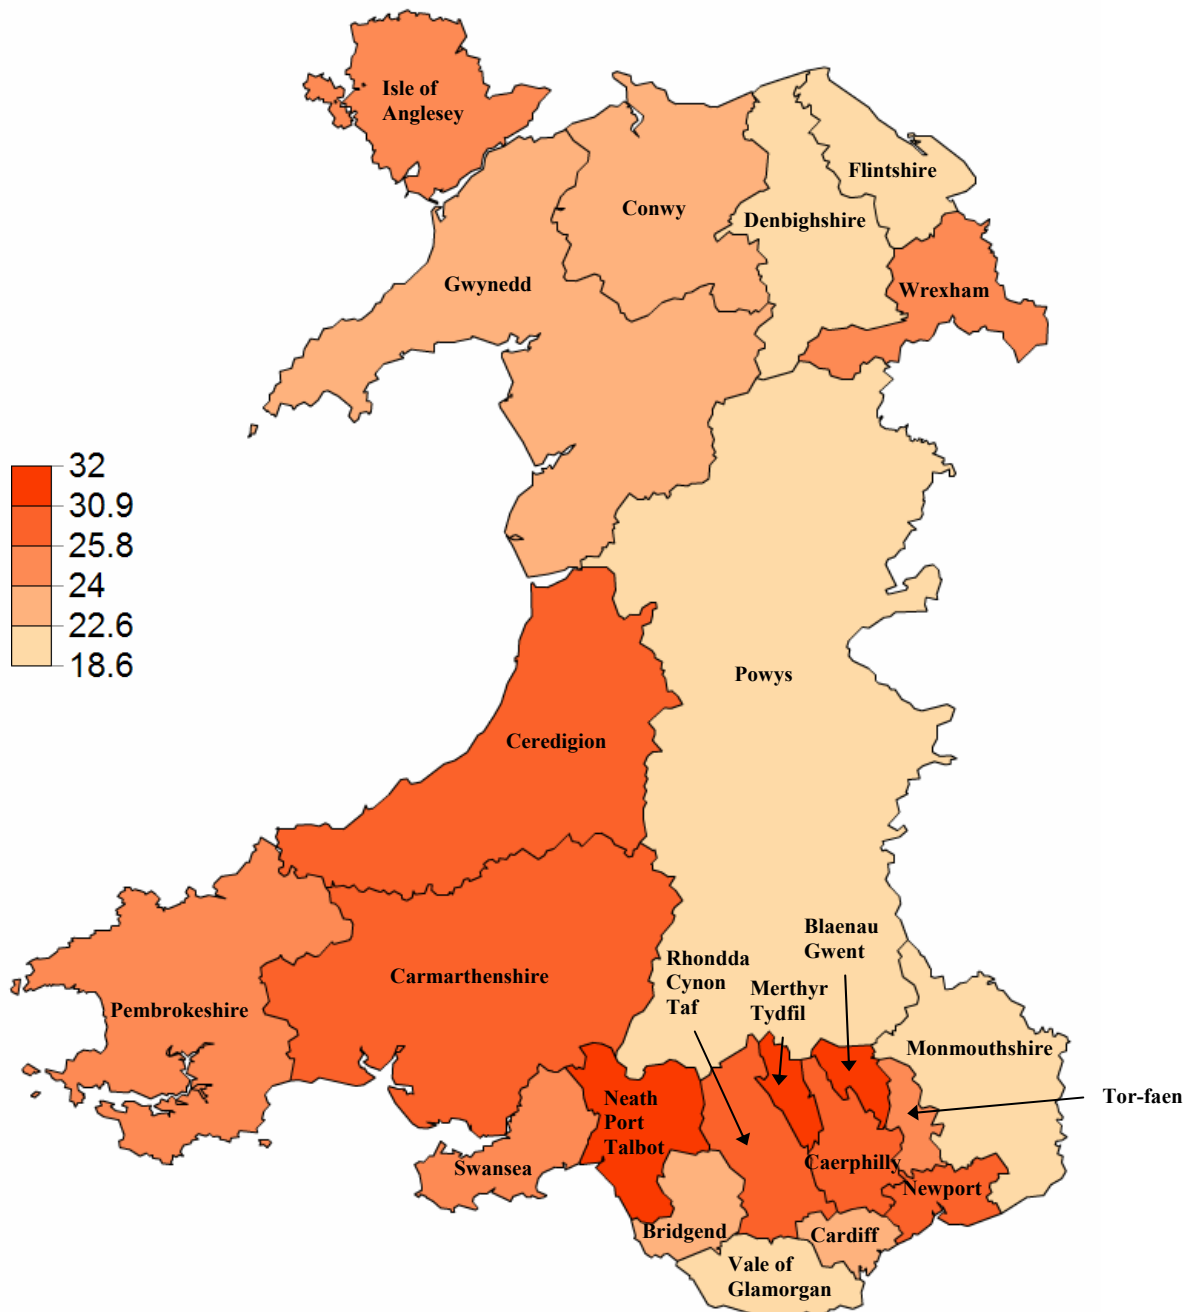 Isle of
Anglesey
Flintshire
Conwy
Denbighshire
Gwynedd
Wrexham
32
30.9
25.8
24
22.6
18.6
Powys
Ceredigion
Blaenau
Gwent
Rhondda
Cynon
Taf
Merthyr
Tydfil
Carmarthenshire
Pembrokeshire
Monmouthshire
Tor-faen
Neath
Port
Talbot
Swansea
Caerphilly
Newport
Bridgend
Cardiff
Vale of
Glamorgan